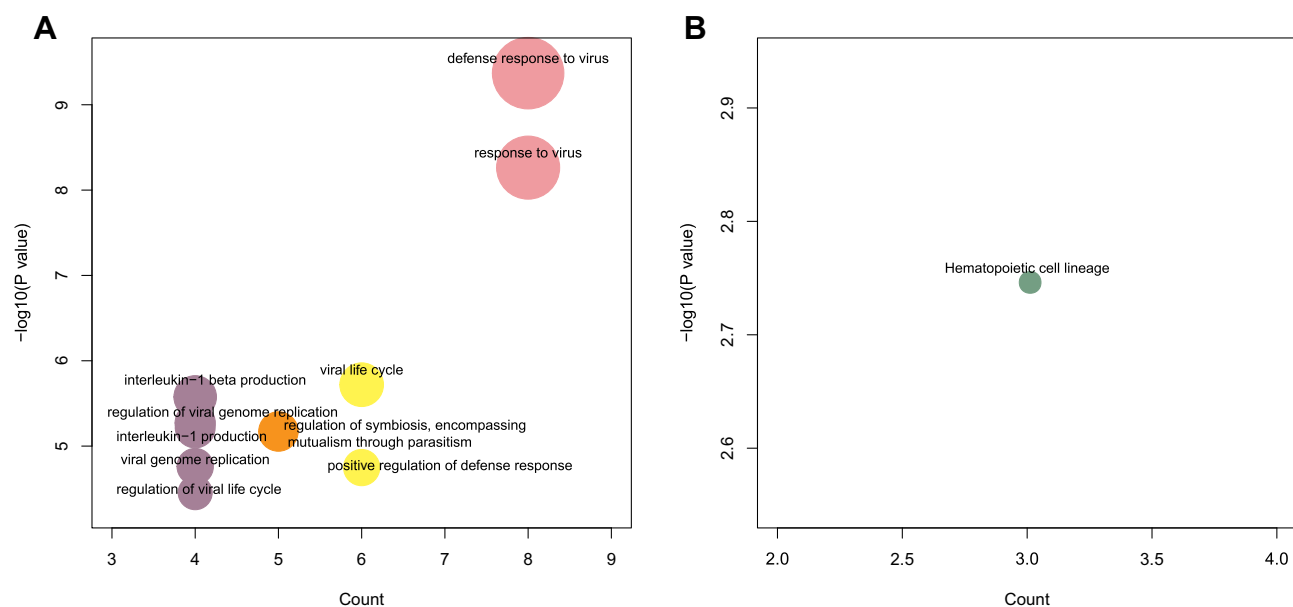 A
defense response to virus
response to virus
viral life cycle
interleukin−1 beta production
regulation of viral genome replication
regulation of symbiosis, encompassing
mutualism through parasitism
interleukin−1 production
viral genome replication
positive regulation of defense response
regulation of viral life cycle
−log10(P value)
9
8
7
6
5
3 4 5 6 7 8 9
Count
B
Hematopoietic cell lineage
−log10(P value)
2.9
2.8
2.7
2.6
2.0 2.5 3.0 3.5 4.0
Count